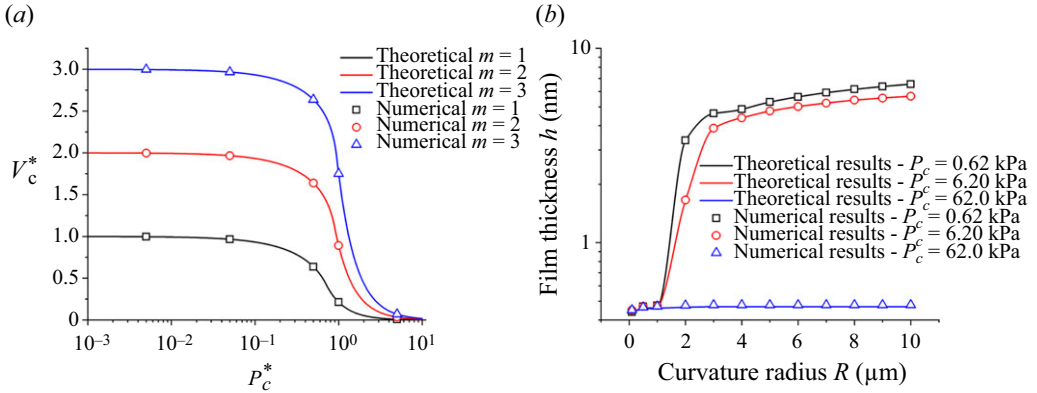 (a)
3.0
2.5
2.0
1.5
1.0
0.5
0
V*c
10−3
10−2
10−1
100
101
P*c
Theoretical m = 1
Theoretical m = 2
Theoretical m = 3
Numerical m = 1
Numerical m = 2
Numerical m = 3
(b)
10
1
Film thickness h (nm)
0
2
4
6
8
10
Curvature radius R (µm)
Theoretical results - Pc = 0.62 kPa
Theoretical results - Pc = 6.20 kPa
Theoretical results - Pc = 62.0 kPa
Numerical results - Pc = 0.62 kPa
Numerical results - Pc = 6.20 kPa
Numerical results - Pc = 62.0 kPa